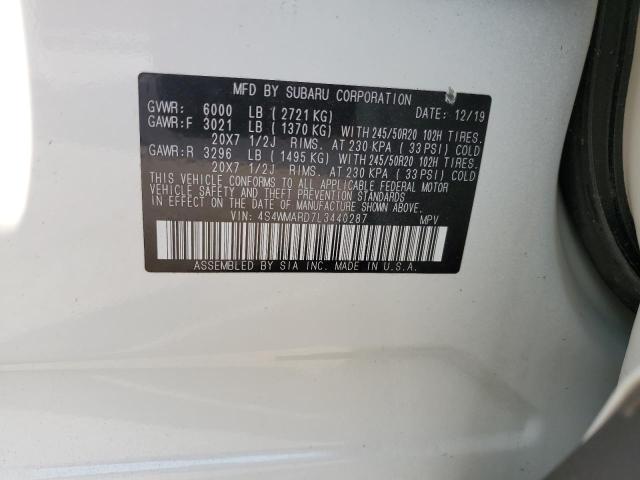 MFD BY SUBARU CORPORATION
GVWR: 6000 LB ( 2721 KG) DATE: 12/19
GAWR:F 3021 LB ( 1370 KG) WITH 245/50R20 102H TIRES.
20X7 1/2J RIMS. AT 230 KPA ( 33 PSI) COLD
GAWR:R 3296 LB ( 1495 KG) WITH 245/50R20 102H TIRES.
20X7 1/2J RIMS. AT 230 KPA ( 33 PSI) COLD
THIS VEHICLE CONFORMS TO ALL APPLICABLE FEDERAL MOTOR
VEHICLE SAFETY AND THEFT PREVENTION STANDARDS
IN EFFECT ON THE DATE OF MANUFACTURE SHOWN ABOVE.
VIN: 4S4WMARD7L3440287 MPV
ASSEMBLED BY SIA INC. MADE IN U.S.A.